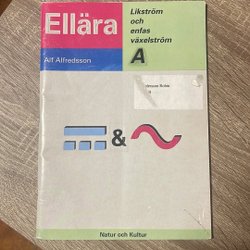 Ellära
Alf Alfredsson
Likström
och
enfas
växelström
A
&
Natur och Kultur